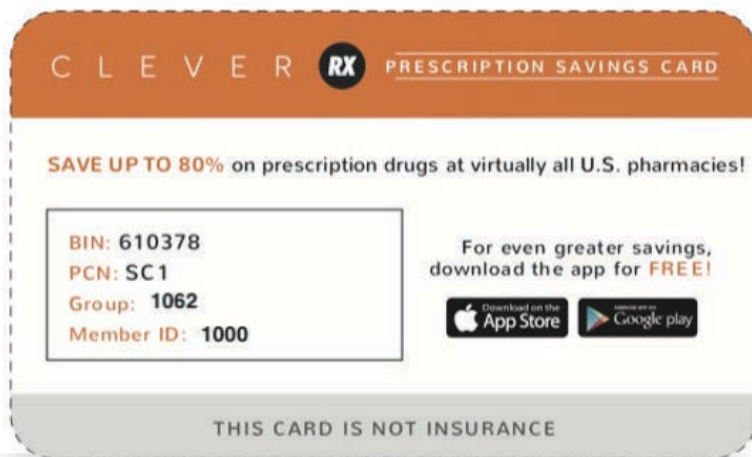 CLEVER RX PRESCRIPTION SAVINGS CARD
SAVE UP TO 80% on prescription drugs at virtually all U.S. pharmacies!
BIN: 610378
PCN: SC1
Group: 1062
Member ID: 1000
For even greater savings,
download the app for FREE!
Download on the
App Store
Google play
THIS CARD IS NOT INSURANCE